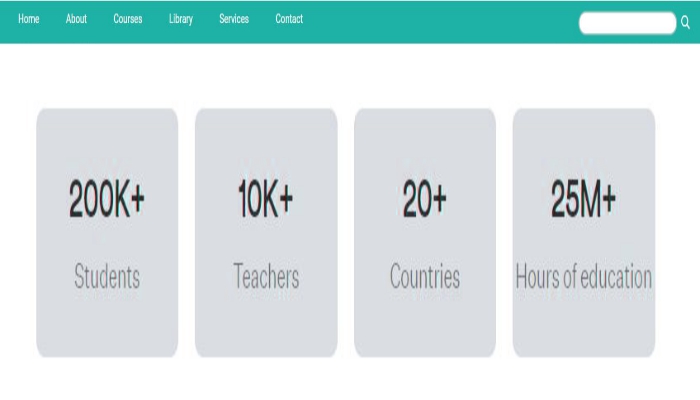 Home About Courses Library Services Contact
200K+
Students
10K+
Teachers
20+
Countries
25M+
Hours of education